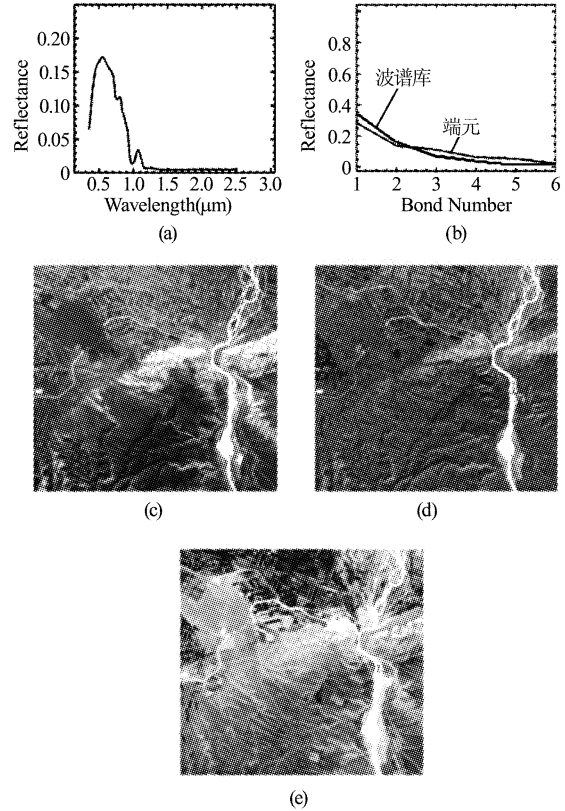 0.20
0.15
0.10
0.05
0
Reflectance
0.5 1.0 1.5 2.0 2.5 3.0
Wavelength(μm)
(a)
0.8
0.6
0.4
0.2
0
Reflectance
波谱库
端元
1 2 3 4 5 6
Bond Number
(b)
(c)
(d)
(e)